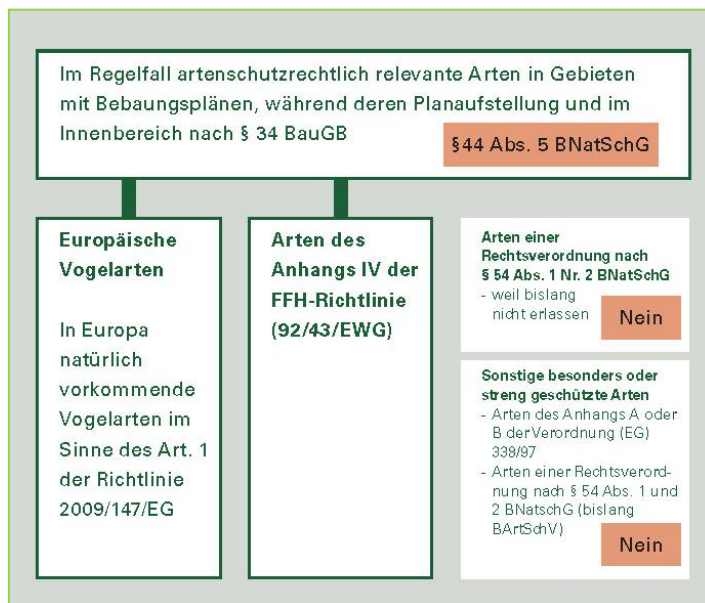 Im Regelfall artenschutzrechtlich relevante Arten in Gebieten
mit Bebaungsplänen, während deren Planaufstellung und im
Innenbereich nach § 34 BauGB
§44 Abs. 5 BNatSchG
Europäische
Vogelarten
In Europa
natürlich
vorkommende
Vogelarten im
Sinne des Art. 1
der Richtlinie
2009/147/EG
Arten des
Anhangs IV der
FFH-Richtlinie
(92/43/EWG)
Arten einer
Rechtsverordnung nach
§ 54 Abs. 1 Nr. 2 BNatSchG
- weil bislang
nicht erlassen
Nein
Sonstige besonders oder
streng geschützte Arten
- Arten des Anhangs A oder
B der Verordnung (EG)
338/97
- Arten einer Rechtsverord-
nung nach § 54 Abs. 1 und
2 BNatschG (bislang
BArtSchV)
Nein